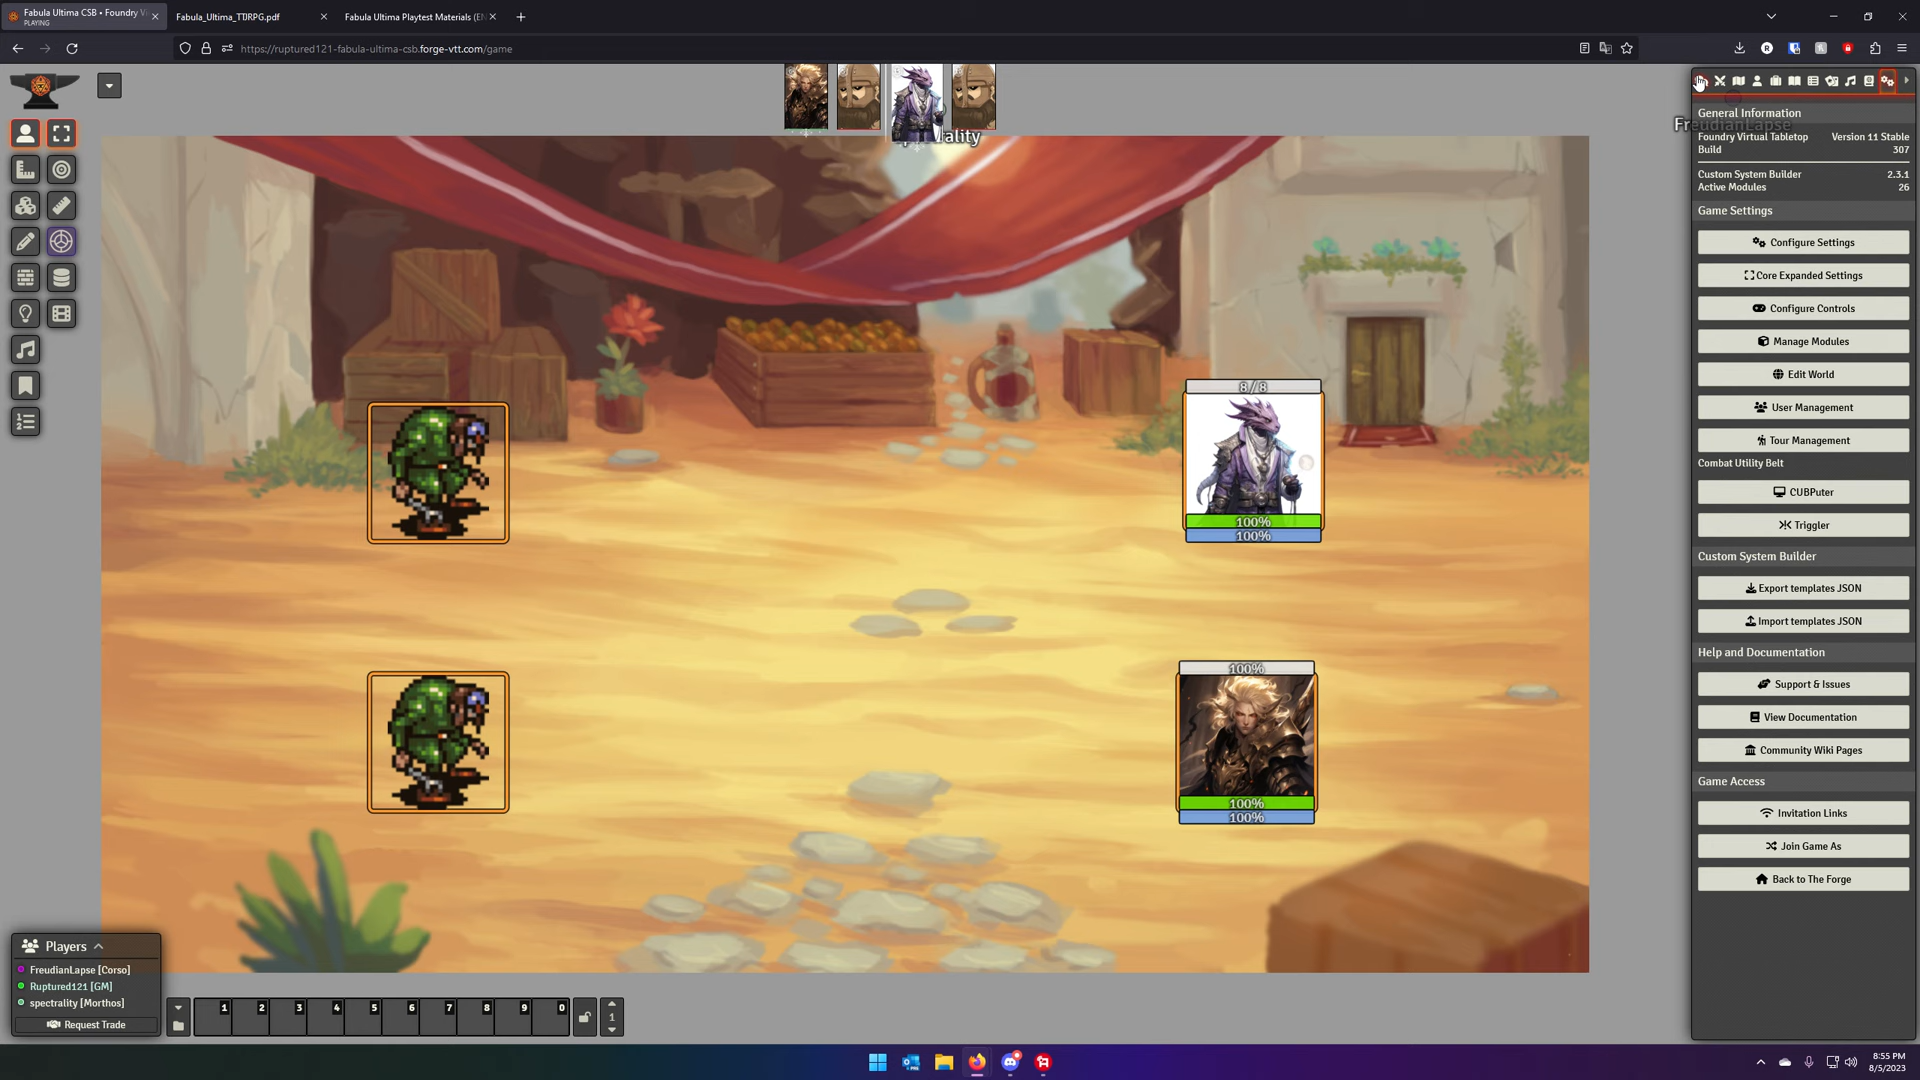 Fabula Ultima CSB • Foundry Vi
PLAYING
Fabula_Ultima_TTJRPG.pdf
Fabula Ultima Playtest Materials (EN
https://ruptured121-fabula-ultima-csb.forge-vtt.com/game
ality
FreudianLapse
General Information
Foundry Virtual Tabletop Version 11 Stable
Build 307
Custom System Builder 2.3.1
Active Modules 26
Game Settings
Configure Settings
Core Expanded Settings
Configure Controls
Manage Modules
Edit World
User Management
Tour Management
Combat Utility Belt
CUBPuter
Triggler
Custom System Builder
Export templates JSON
Import templates JSON
Help and Documentation
Support & Issues
View Documentation
Community Wiki Pages
Game Access
Invitation Links
Join Game As
Back to The Forge
8/8
100%
100%
100%
100%
100%
Players
FreudianLapse [Corso]
Ruptured121 [GM]
spectrality [Morthos]
Request Trade
1 2 3 4 5 6 7 8 9 0
1
8:55 PM
8/5/2023